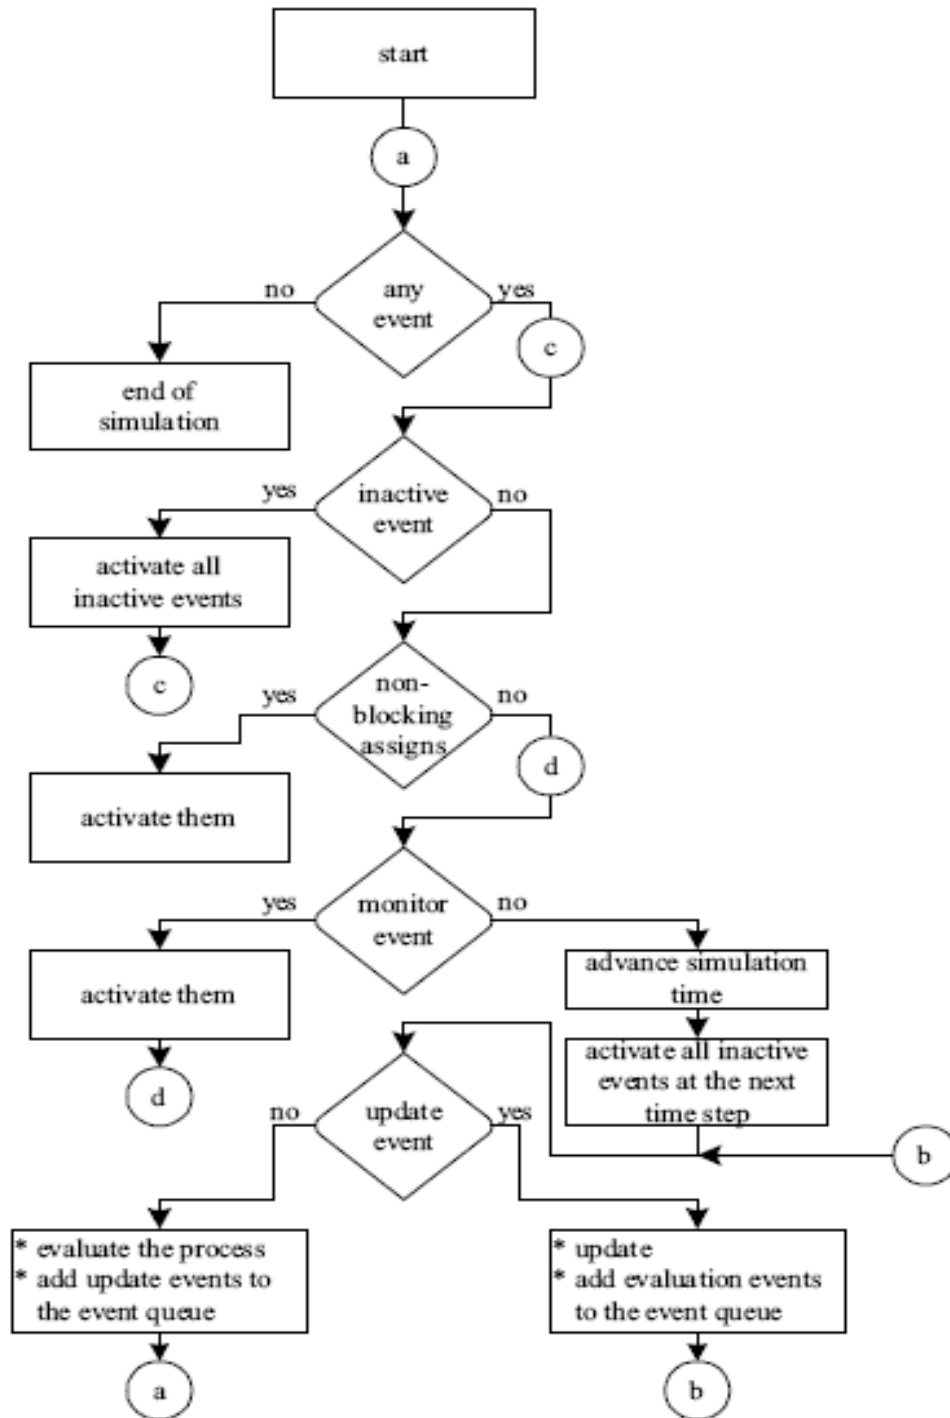 start
a
any
event
no
yes
c
end of
simulation
inactive
event
yes
no
activate all
inactive events
c
non-
blocking
assigns
yes
no
d
activate them
monitor
event
yes
no
activate them
d
advance simulation
time
activate all inactive
events at the next
time step
b
update
event
no
yes
* evaluate the process
* add update events to
the event queue
a
* update
* add evaluation events
to the event queue
b